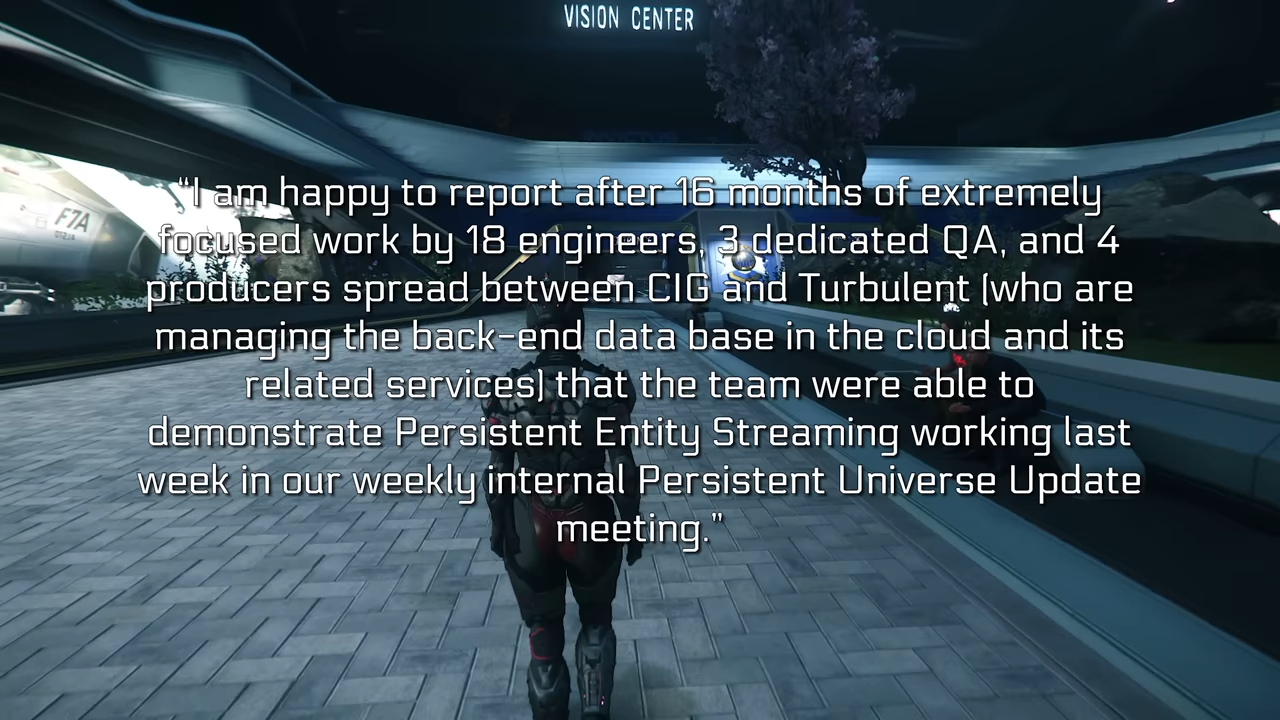 VISION CENTER
F7A
“I am happy to report after 16 months of extremely
focused work by 18 engineers, 3 dedicated QA, and 4
producers spread between CIG and Turbulent (who are
managing the back-end data base in the cloud and its
related services) that the team were able to
demonstrate Persistent Entity Streaming working last
week in our weekly internal Persistent Universe Update
meeting."